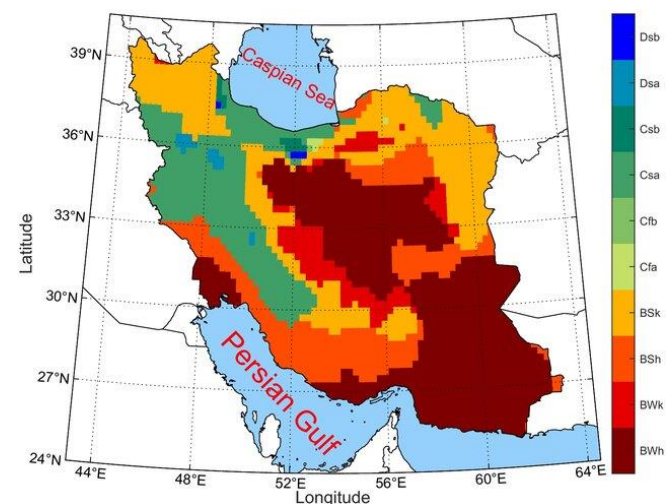 39°N
36°N
33°N
30°N
27°N
24°N
Latitude
44°E
48°E
52°E
56°E
60°E
64°E
Longitude
Caspian Sea
Persian Gulf
Dsb
Dsa
Csb
Csa
Cfb
Cfa
BSk
BSh
BWk
BWh